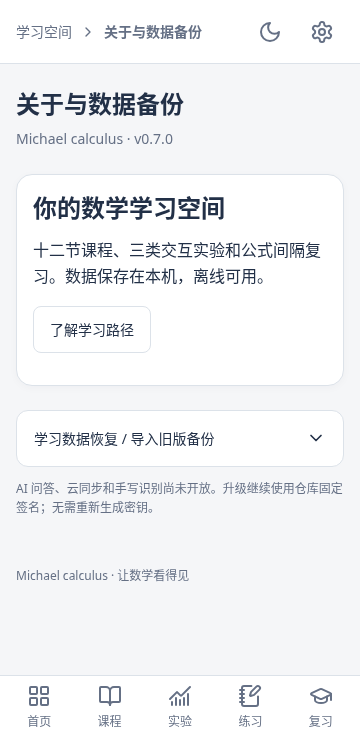 学习空间 > 关于与数据备份
关于与数据备份
Michael calculus · v0.7.0
你的数学学习空间
十二节课程、三类交互实验和公式间隔复
习。数据保存在本机，离线可用。
了解学习路径
学习数据恢复 / 导入旧版备份
AI 问答、云同步和手写识别尚未开放。升级继续使用仓库固定
签名；无需重新生成密钥。
Michael calculus · 让数学看得见
首页 课程 实验 练习 复习